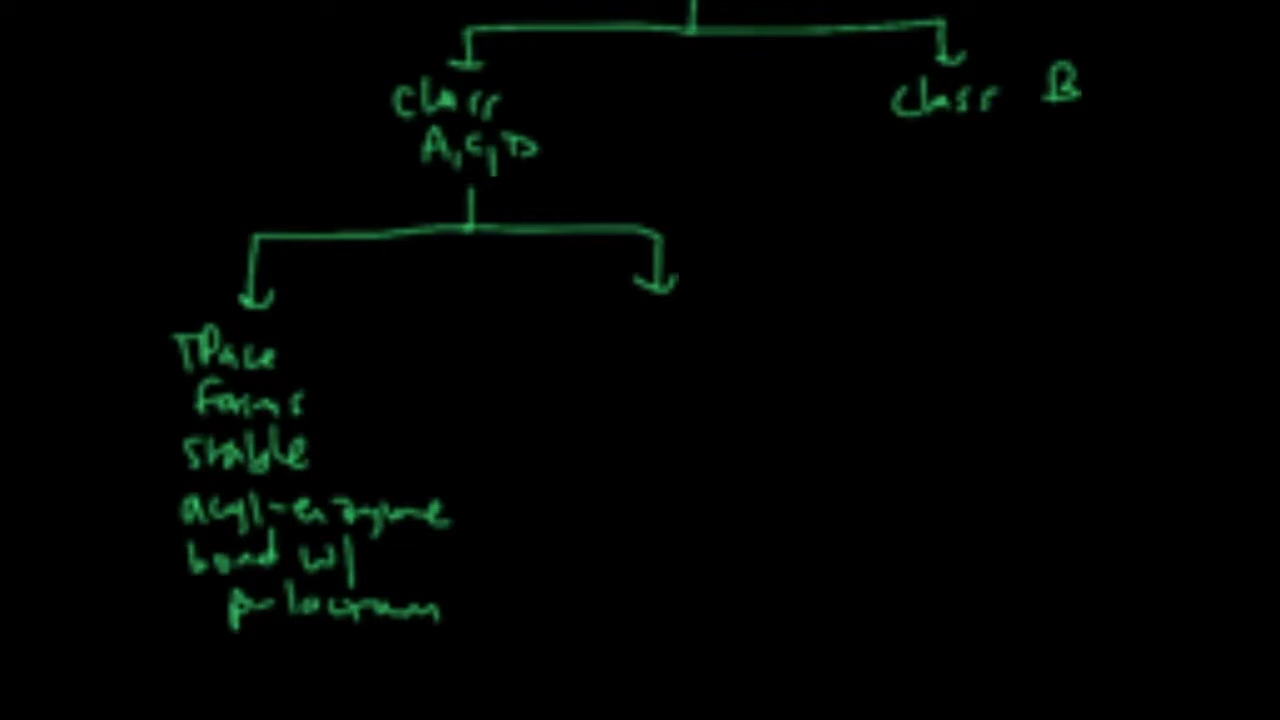 Class
A,C,D
Class B
TPase
forms
stable
acyl-enzyme
bond w/
β-lactam